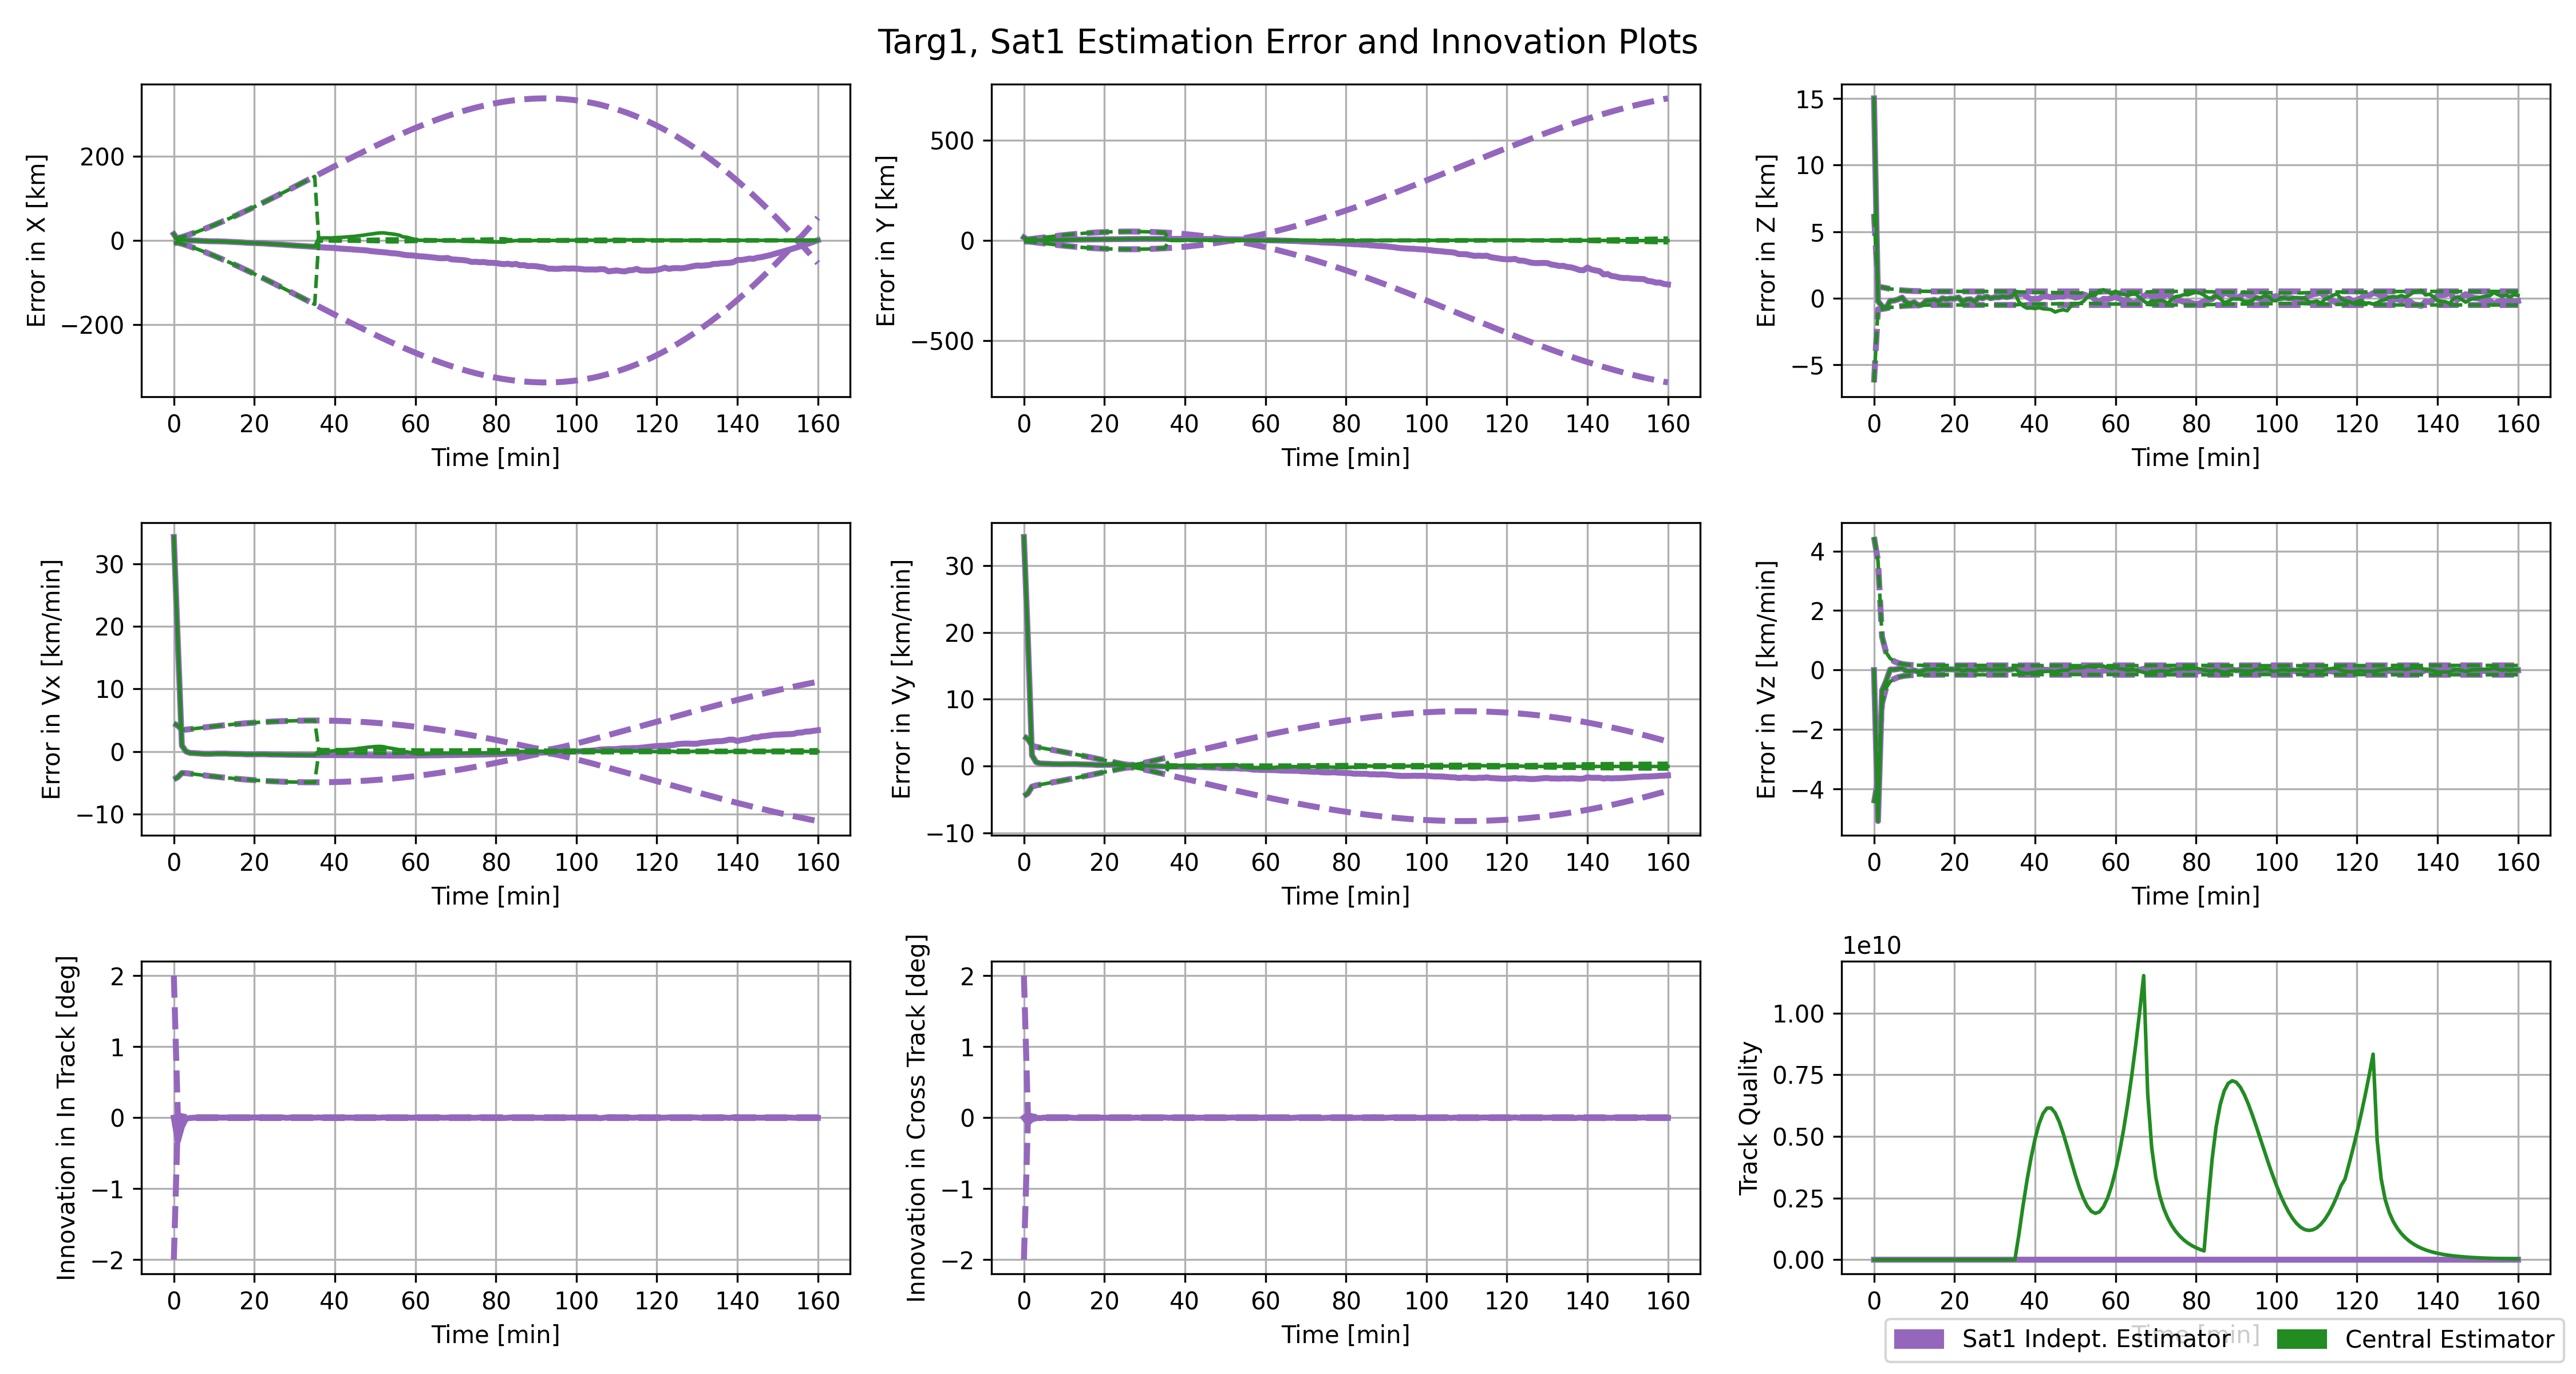 Targ1, Sat1 Estimation Error and Innovation Plots
Error in X [km]
200
0
−200
0 20 40 60 80 100 120 140 160
Time [min]
Error in Y [km]
500
0
−500
0 20 40 60 80 100 120 140 160
Time [min]
Error in Z [km]
15
10
5
0
−5
0 20 40 60 80 100 120 140 160
Time [min]
Error in Vx [km/min]
30
20
10
0
−10
0 20 40 60 80 100 120 140 160
Time [min]
Error in Vy [km/min]
30
20
10
0
−10
0 20 40 60 80 100 120 140 160
Time [min]
Error in Vz [km/min]
4
2
0
−2
−4
0 20 40 60 80 100 120 140 160
Time [min]
Innovation in In Track [deg]
2
1
0
−1
−2
0 20 40 60 80 100 120 140 160
Time [min]
Innovation in Cross Track [deg]
2
1
0
−1
−2
0 20 40 60 80 100 120 140 160
Time [min]
1e10
Track Quality
1.00
0.75
0.50
0.25
0.00
0 20 40 60 80 100 120 140 160
Time [min]
Sat1 Indept. Estimator
Central Estimator